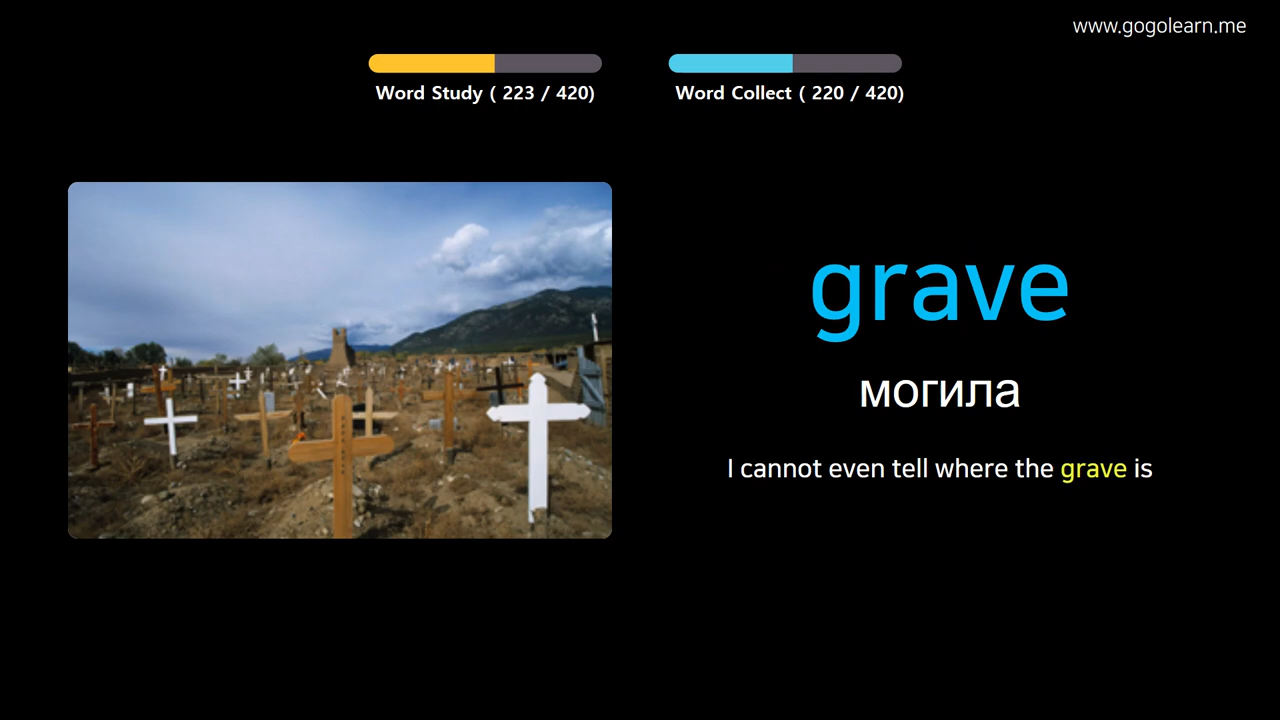 www.gogolearn.me
Word Study ( 223 / 420)
Word Collect ( 220 / 420)
grave
могила
I cannot even tell where the grave is